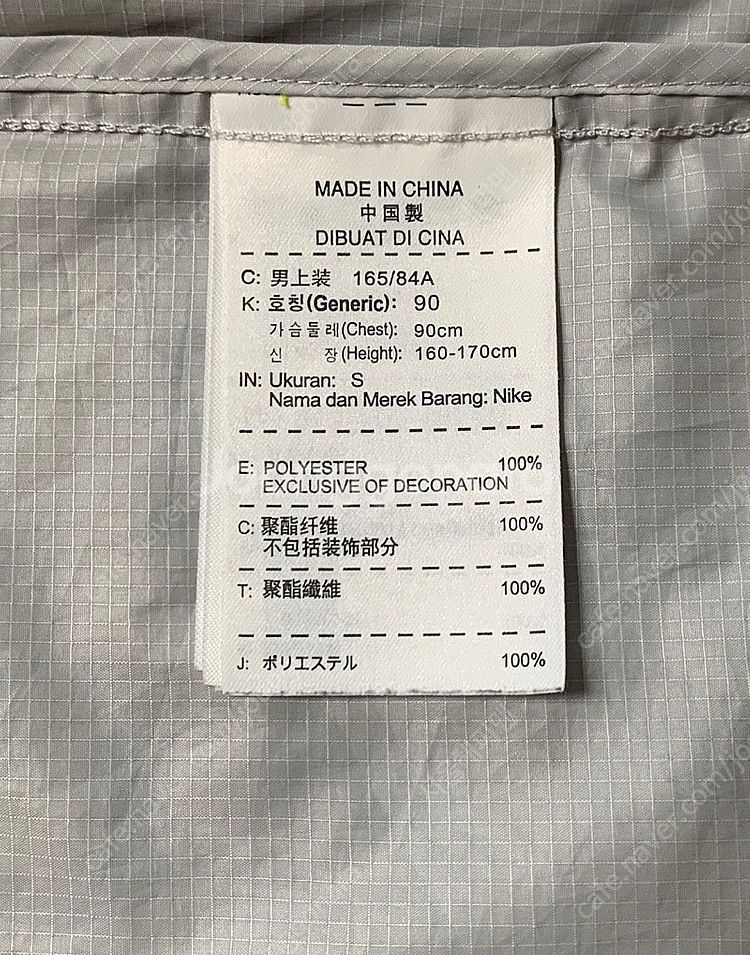 MADE IN CHINA
中国製
DIBUAT DI CINA
C: 男上装 165/84A
K: 호칭(Generic): 90
가슴둘레(Chest): 90cm
신 장(Height): 160-170cm
IN: Ukuran: S
Nama dan Merek Barang: Nike
E: POLYESTER 100%
EXCLUSIVE OF DECORATION
C: 聚酯纤维 100%
不包括装饰部分
T: 聚酯纖維 100%
J: ポリエステル 100%